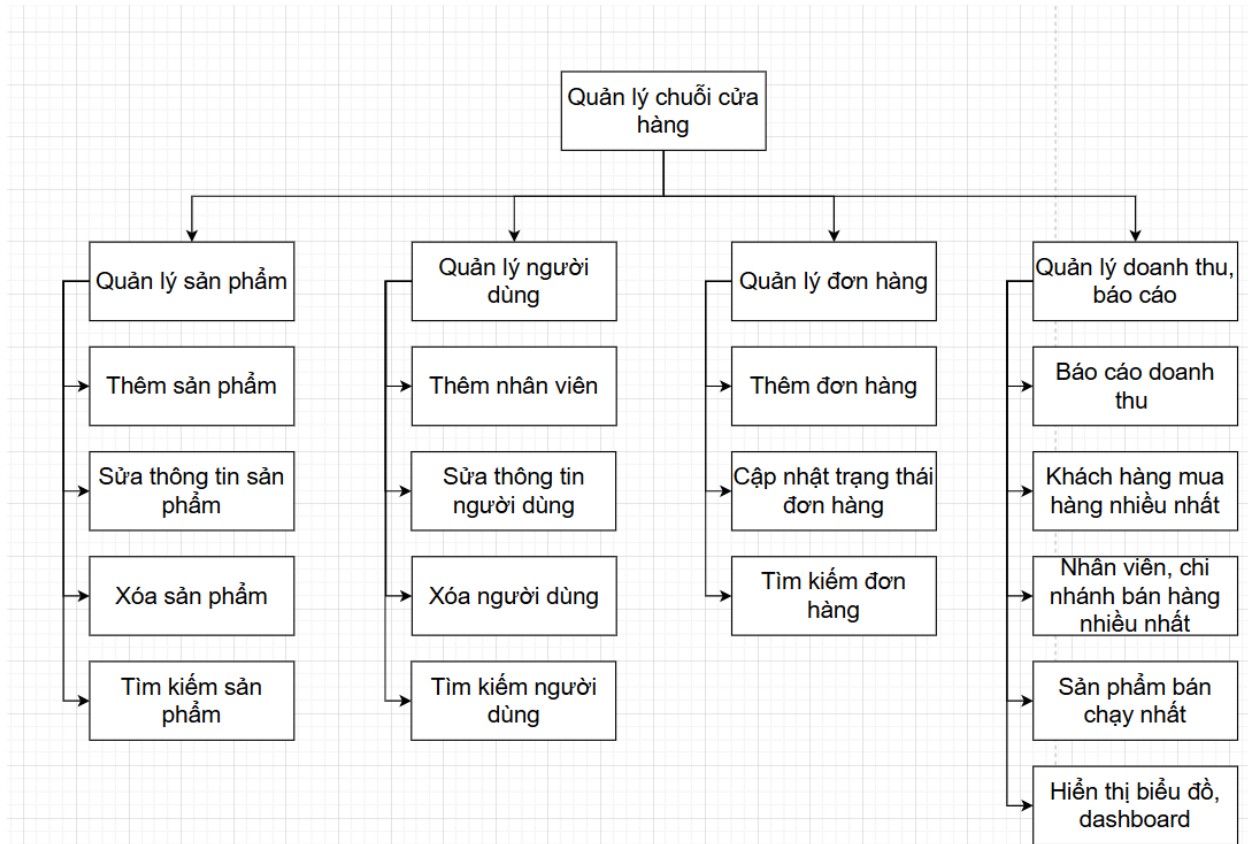 Quản lý chuỗi cửa
hàng
Quản lý sản phẩm
Thêm sản phẩm
Sửa thông tin sản
phẩm
Xóa sản phẩm
Tìm kiếm sản
phẩm
Quản lý người
dùng
Thêm nhân viên
Sửa thông tin
người dùng
Xóa người dùng
Tìm kiếm người
dùng
Quản lý đơn hàng
Thêm đơn hàng
Cập nhật trạng thái
đơn hàng
Tìm kiếm đơn
hàng
Quản lý doanh thu,
báo cáo
Báo cáo doanh
thu
Khách hàng mua
hàng nhiều nhất
Nhân viên, chi
nhánh bán hàng
nhiều nhất
Sản phẩm bán
chạy nhất
Hiển thị biểu đồ,
dashboard